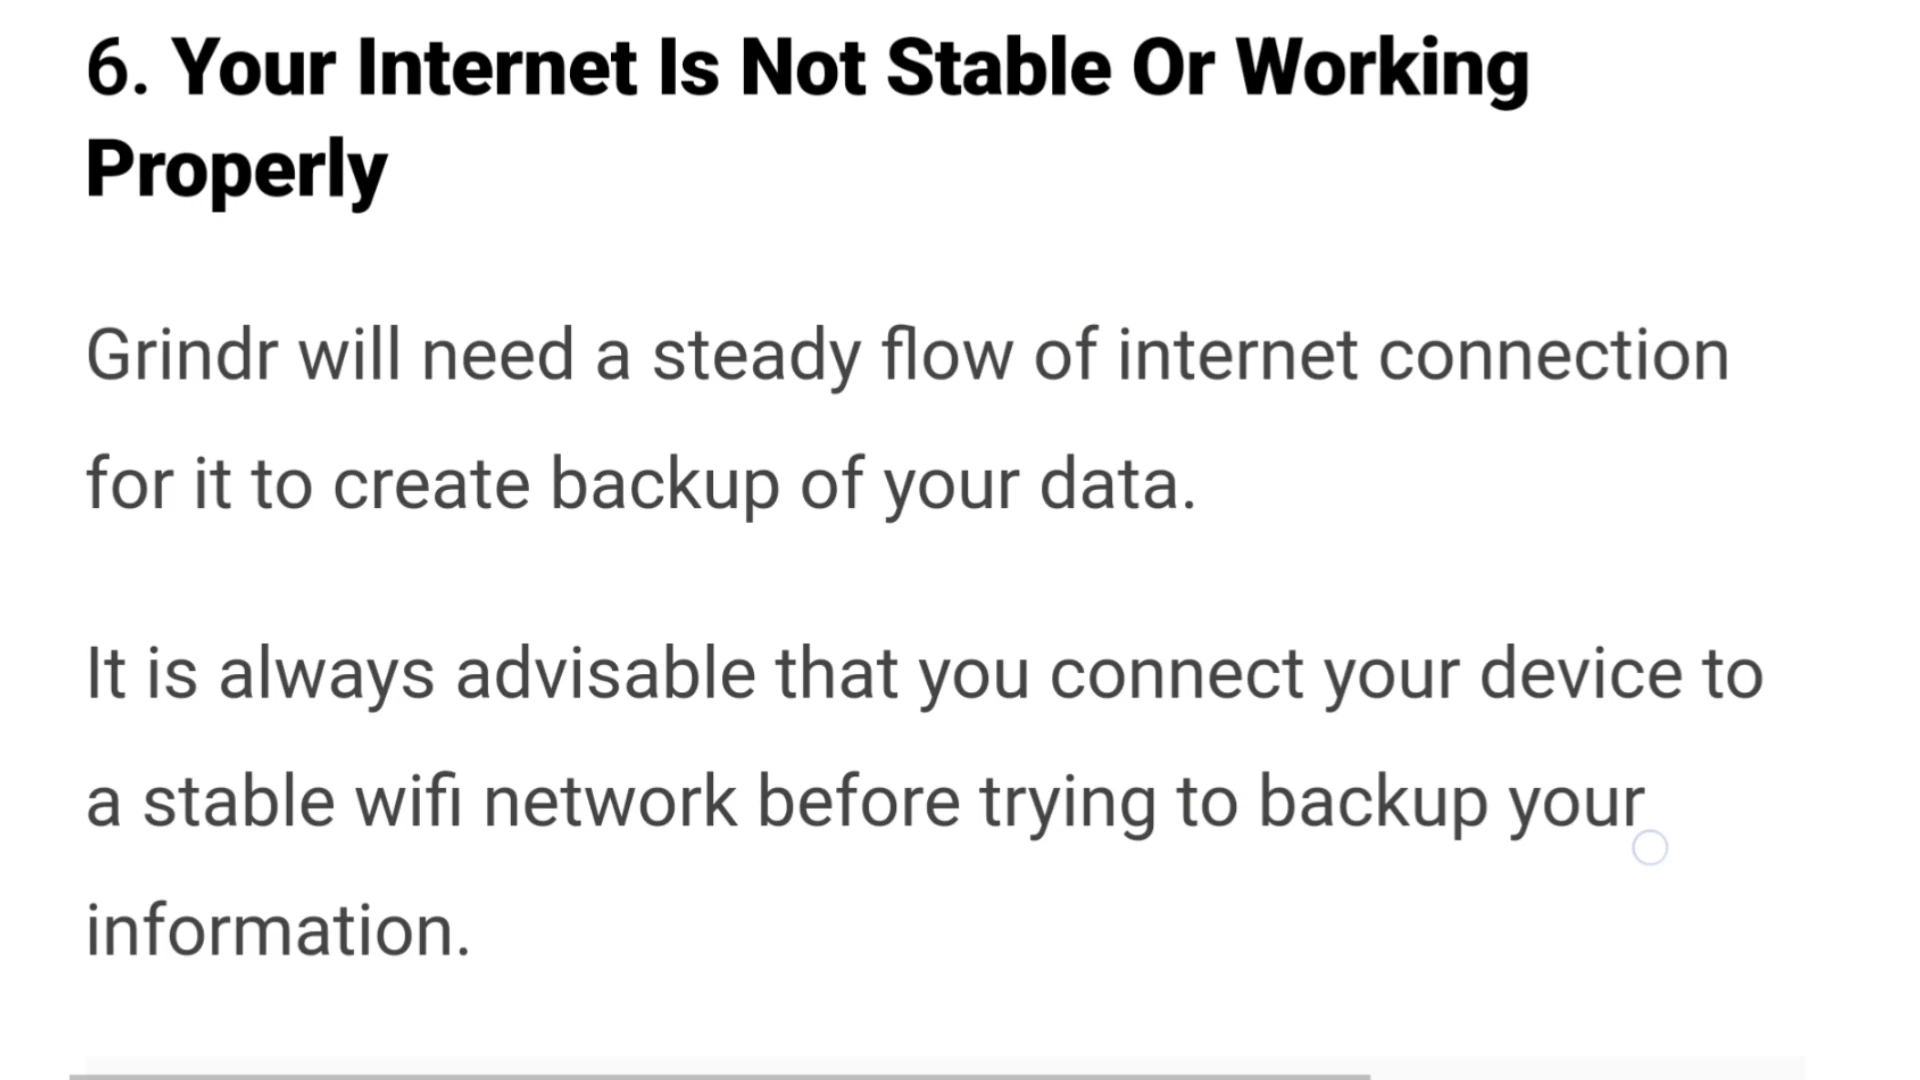 6. Your Internet Is Not Stable Or Working
Properly
Grindr will need a steady flow of internet connection
for it to create backup of your data.
It is always advisable that you connect your device to
a stable wifi network before trying to backup your
information.